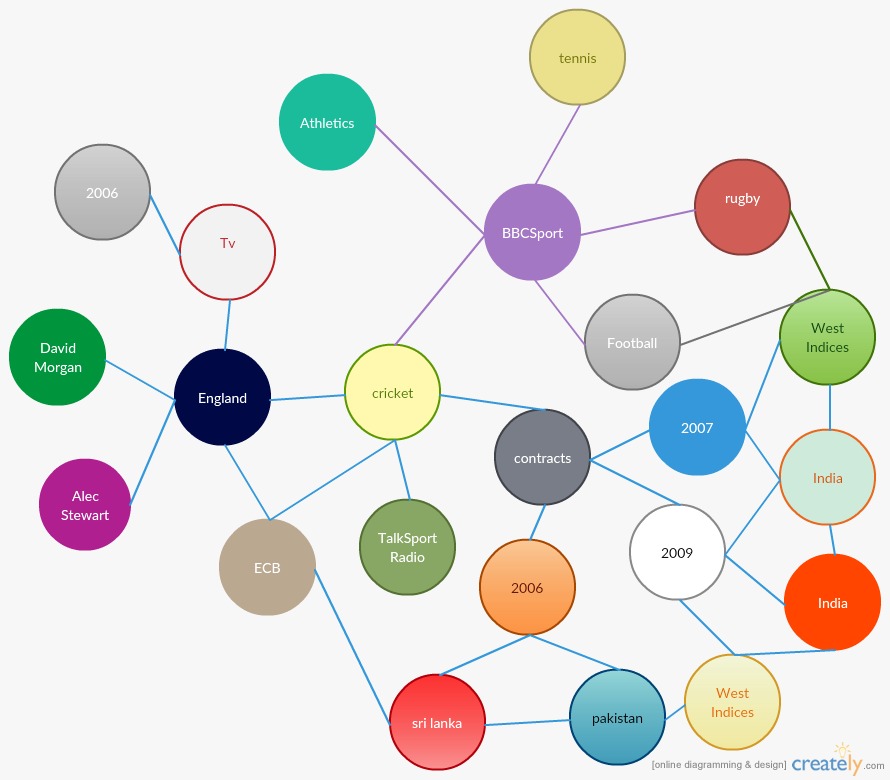 tennis
Athletics
2006
rugby
BBCSport
Tv
West
Indices
Football
David
Morgan
England
cricket
2007
contracts
India
Alec
Stewart
TalkSport
Radio
2009
ECB
2006
India
West
Indices
sri lanka
pakistan
[online diagramming & design] creately.com